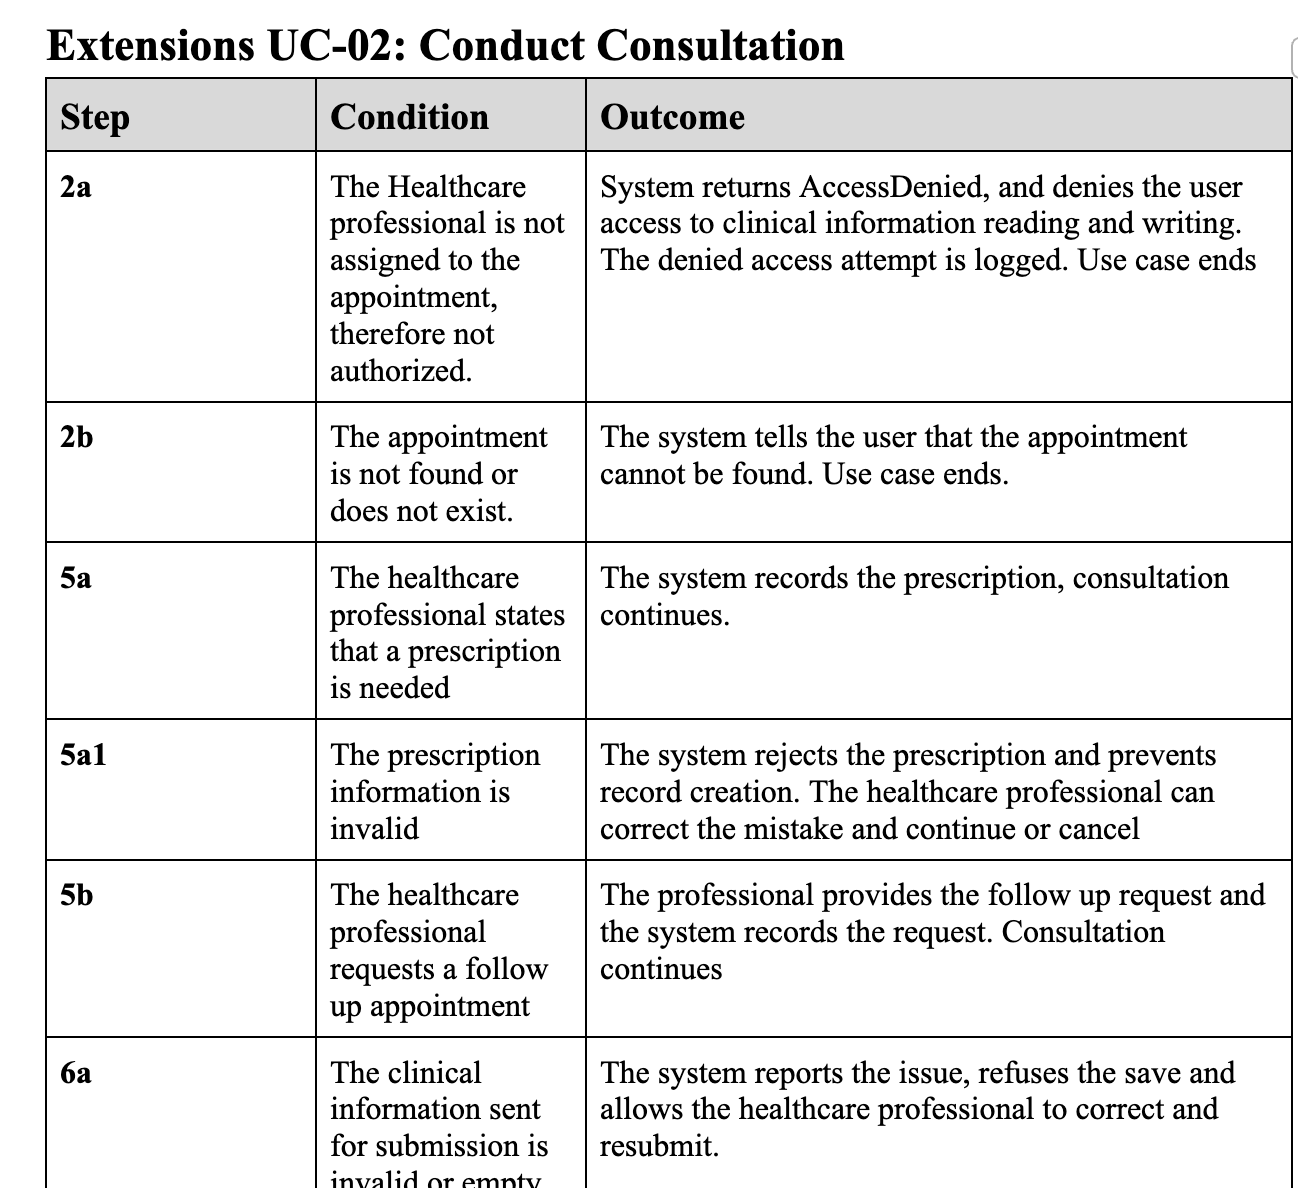 Extensions UC-02: Conduct Consultation
Step
Condition
Outcome
2a
The Healthcare
professional is not
assigned to the
appointment,
therefore not
authorized.
System returns AccessDenied, and denies the user
access to clinical information reading and writing.
The denied access attempt is logged. Use case ends
2b
The appointment
is not found or
does not exist.
The system tells the user that the appointment
cannot be found. Use case ends.
5a
The healthcare
professional states
that a prescription
is needed
The system records the prescription, consultation
continues.
5a1
The prescription
information is
invalid
The system rejects the prescription and prevents
record creation. The healthcare professional can
correct the mistake and continue or cancel
5b
The healthcare
professional
requests a follow
up appointment
The professional provides the follow up request and
the system records the request. Consultation
continues
6a
The clinical
information sent
for submission is
invalid or empty
The system reports the issue, refuses the save and
allows the healthcare professional to correct and
resubmit.